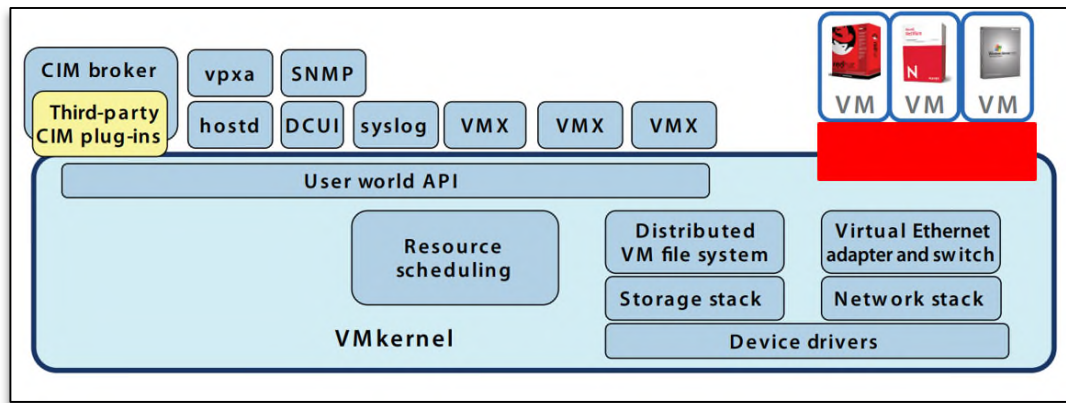 CIM broker
Third-party
CIM plug-ins
vpxa
SNMP
hostd
DCUI
syslog
VMX
VMX
VMX
VM
VM
VM
User world API
Resource
scheduling
Distributed
VM file system
Virtual Ethernet
adapter and switch
Storage stack
Network stack
VMkernel
Device drivers